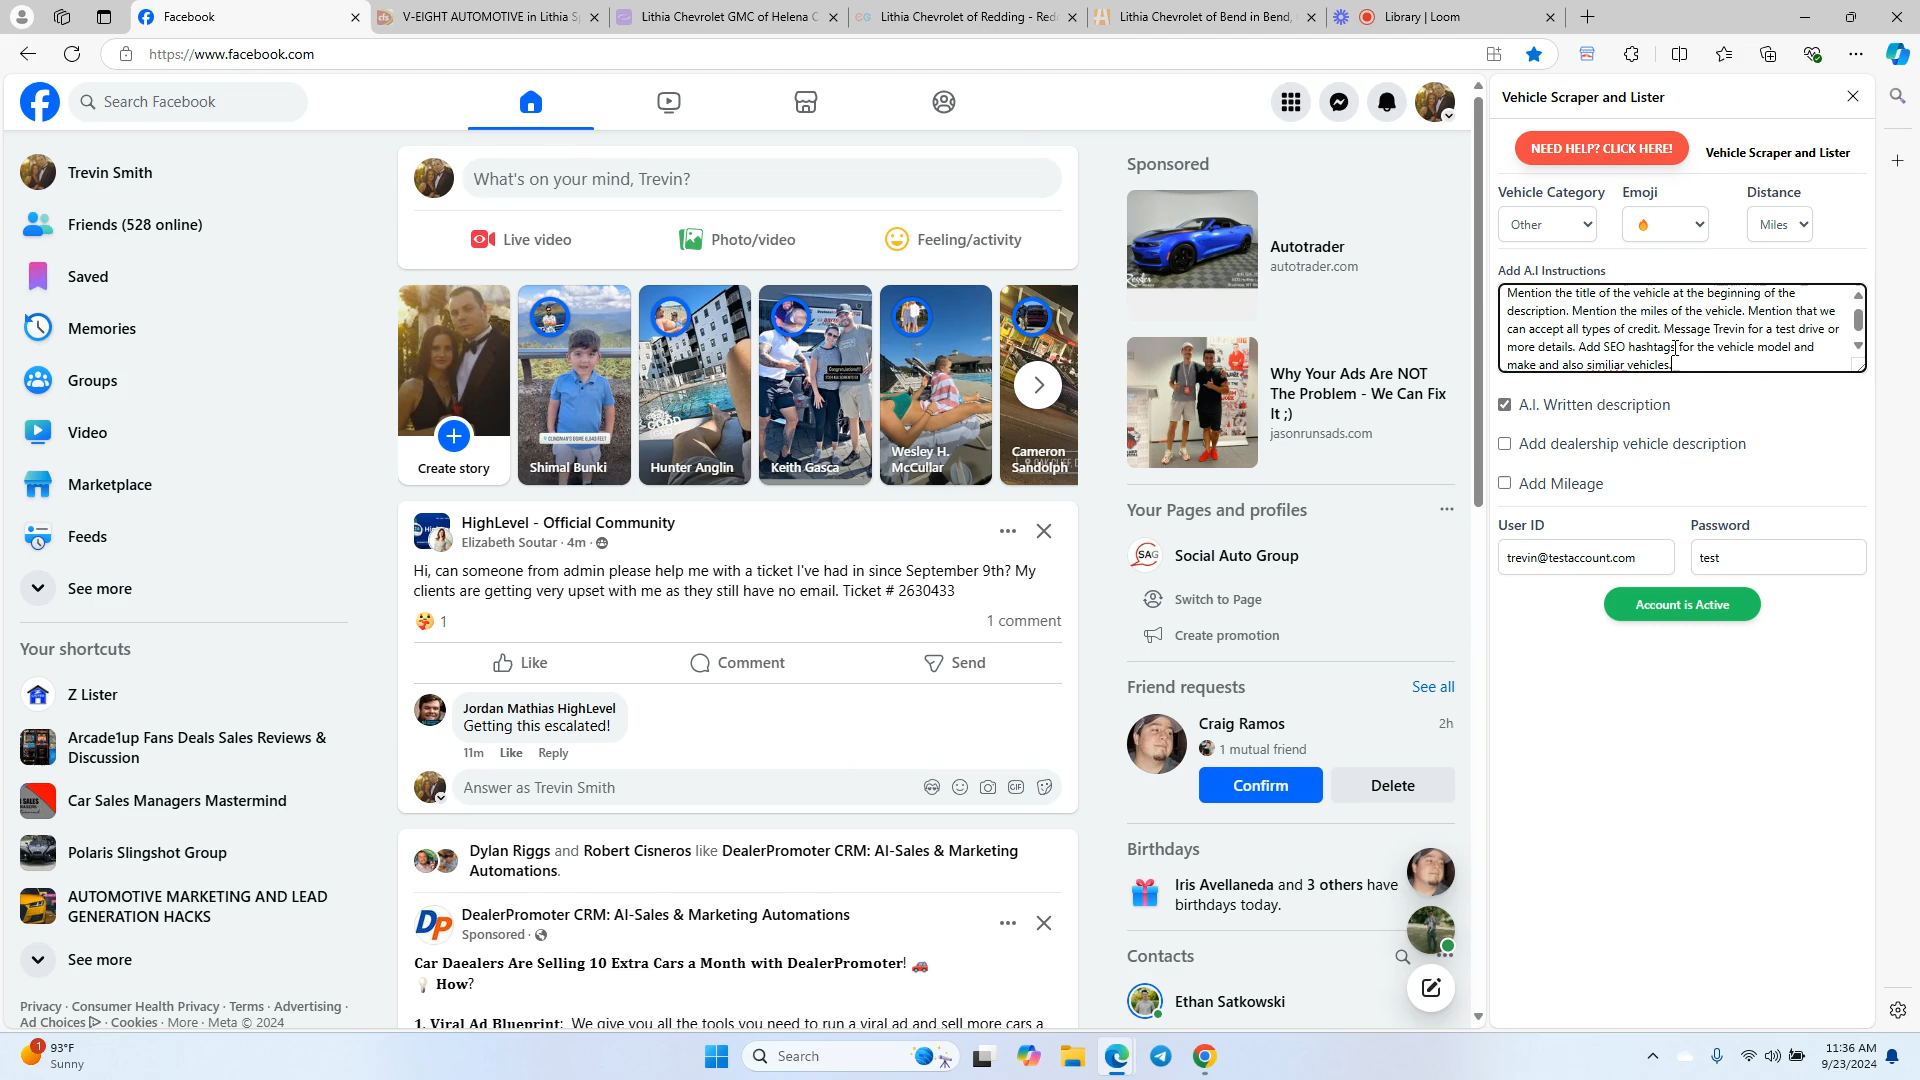 Facebook
V-EIGHT AUTOMOTIVE in Lithia Sp
Lithia Chevrolet GMC of Helena C
Lithia Chevrolet of Redding - Red
Lithia Chevrolet of Bend in Bend,
Library | Loom
https://www.facebook.com
Search Facebook
Trevin Smith
Friends (528 online)
Saved
Memories
Groups
Video
Marketplace
Feeds
See more
Your shortcuts
Z Lister
Arcade1up Fans Deals Sales Reviews &
Discussion
Car Sales Managers Mastermind
Polaris Slingshot Group
AUTOMOTIVE MARKETING AND LEAD
GENERATION HACKS
See more
Privacy · Consumer Health Privacy · Terms · Advertising ·
Ad Choices · Cookies · More · Meta © 2024
What's on your mind, Trevin?
Live video
Photo/video
Feeling/activity
Create story
Shimal Bunki
Hunter Anglin
Keith Gasca
Wesley H.
McCullar
Cameron
Sandolph
HighLevel - Official Community
Elizabeth Soutar · 4m ·
Hi, can someone from admin please help me with a ticket I've had in since September 9th? My
clients are getting very upset with me as they still have no email. Ticket # 2630433
1
1 comment
Like
Comment
Send
Jordan Mathias HighLevel
Getting this escalated!
11m Like Reply
Answer as Trevin Smith
Dylan Riggs and Robert Cisneros like DealerPromoter CRM: AI-Sales & Marketing
Automations.
DealerPromoter CRM: AI-Sales & Marketing Automations
Sponsored ·
Car Daealers Are Selling 10 Extra Cars a Month with DealerPromoter!
How?
1. Viral Ad Blueprint: We give you all the tools you need to run a viral ad and sell more cars a
Sponsored
Autotrader
autotrader.com
Why Your Ads Are NOT
The Problem - We Can Fix
It ;)
jasonrunsads.com
Your Pages and profiles
SAG
Social Auto Group
Switch to Page
Create promotion
Friend requests
See all
Craig Ramos
2h
1 mutual friend
Confirm
Delete
Birthdays
Iris Avellaneda and 3 others have
birthdays today.
Contacts
Ethan Satkowski
Vehicle Scraper and Lister
NEED HELP? CLICK HERE!
Vehicle Scraper and Lister
Vehicle Category
Emoji
Distance
Other
Miles
Add A.I Instructions
Mention the title of the vehicle at the beginning of the
description. Mention the miles of the vehicle. Mention that we
can accept all types of credit. Message Trevin for a test drive or
more details. Add SEO hashtags for the vehicle model and
make and also similiar vehicles.
A.I. Written description
Add dealership vehicle description
Add Mileage
User ID
Password
trevin@testaccount.com
test
Account is Active
1
93°F
Sunny
Search
11:36 AM
9/23/2024